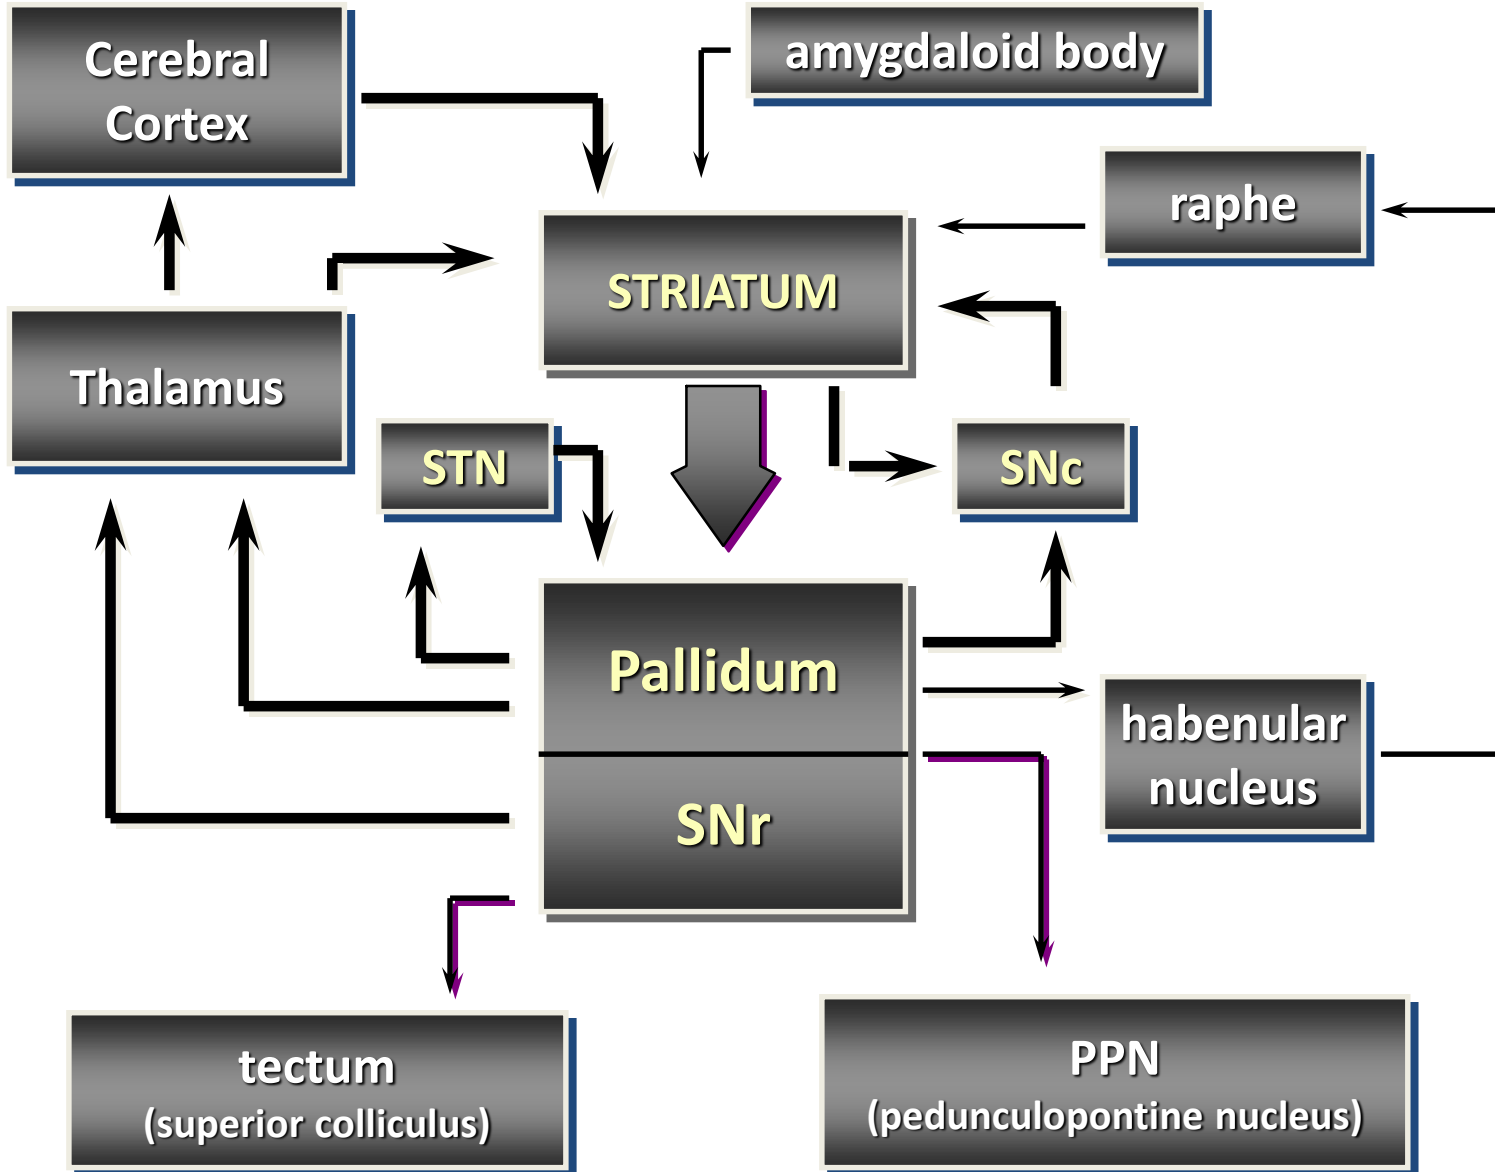 Cerebral
Cortex
amygdaloid body
raphe
STRIATUM
Thalamus
STN
SNc
Pallidum
habenular
nucleus
SNr
tectum
(superior colliculus)
PPN
(pedunculopontine nucleus)